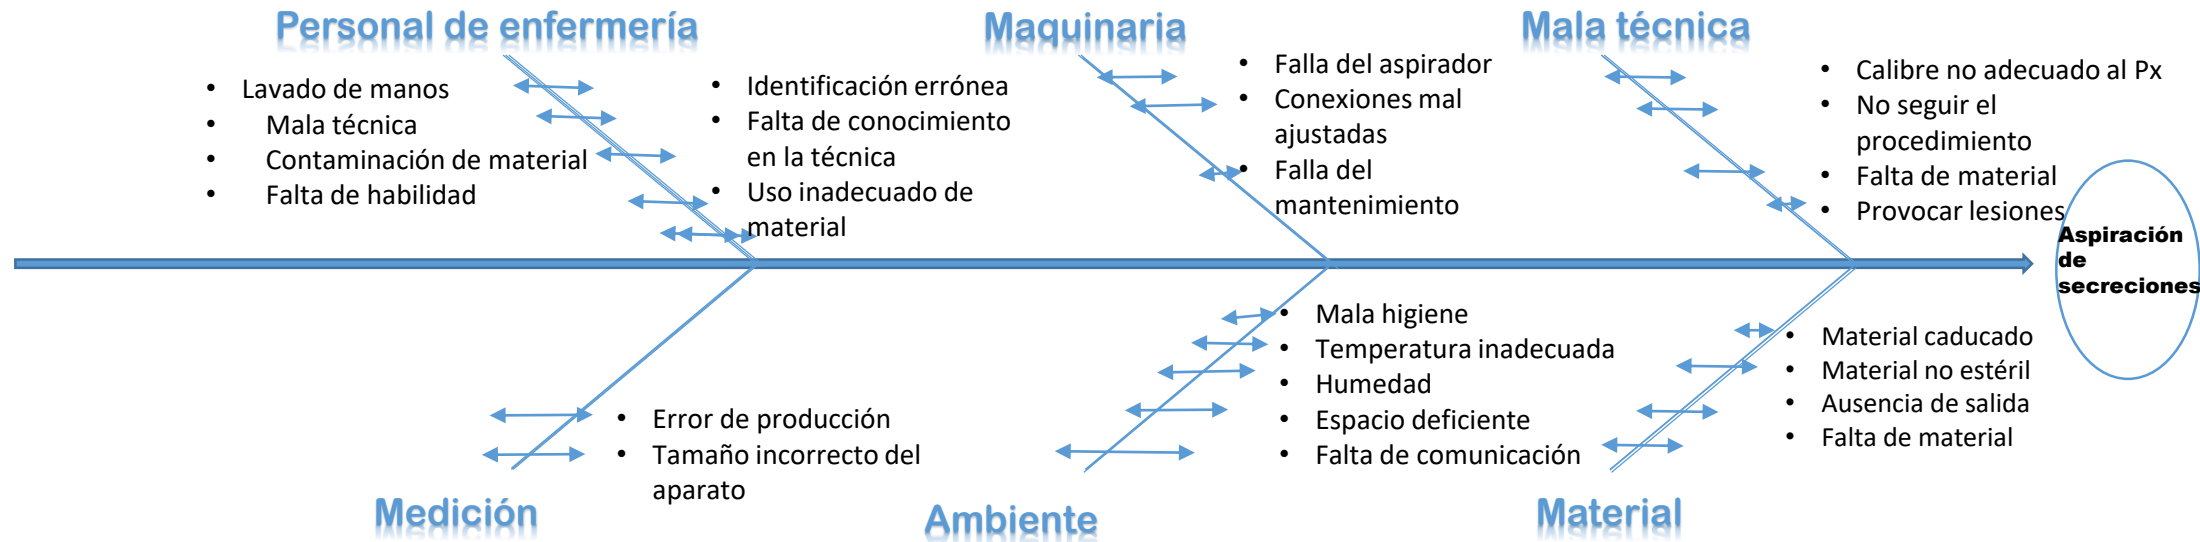 Personal de enfermería
• Lavado de manos
• Mala técnica
• Contaminación de material
• Falta de habilidad
• Identificación errónea
• Falta de conocimiento
en la técnica
• Uso inadecuado de
material
Maquinaria
• Falla del aspirador
• Conexiones mal
ajustadas
• Falla del
mantenimiento
Mala técnica
• Calibre no adecuado al Px
• No seguir el
procedimiento
• Falta de material
• Provocar lesiones
Aspiración
de
secreciones
• Error de producción
• Tamaño incorrecto del
aparato
Medición
• Mala higiene
• Temperatura inadecuada
• Humedad
• Espacio deficiente
• Falta de comunicación
Ambiente
• Material caducado
• Material no estéril
• Ausencia de salida
• Falta de material
Material